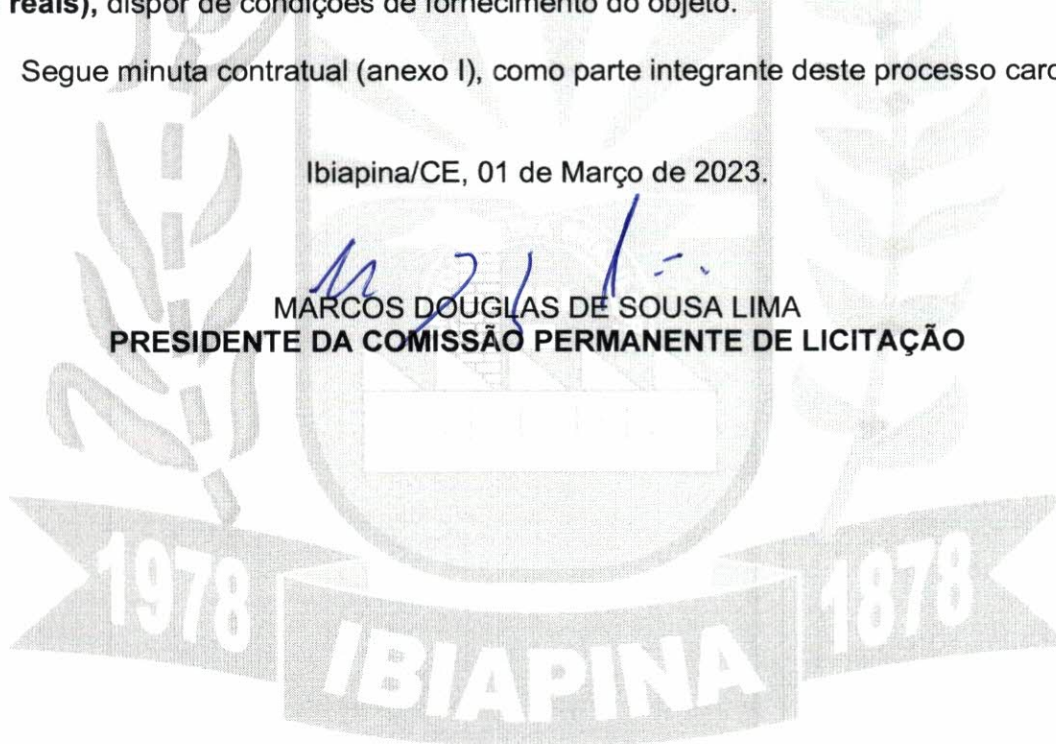 reais), dispor de condições de fornecimento do objeto.
Segue minuta contratual (anexo I), como parte integrante deste processo
Ibiapina/CE, 01 de Março de 2023.
MARCOS DOUGLAS DE SOUSA LIMA
PRESIDENTE DA COMISSÃO PERMANENTE DE LICITAÇÃO
1978
1878
IBIAPINA